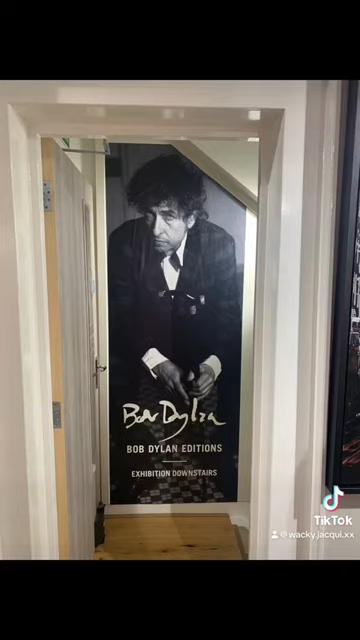 Bob Dylan
BOB DYLAN EDITIONS
EXHIBITION DOWNSTAIRS
TikTok
@wacky.jacqui.xx